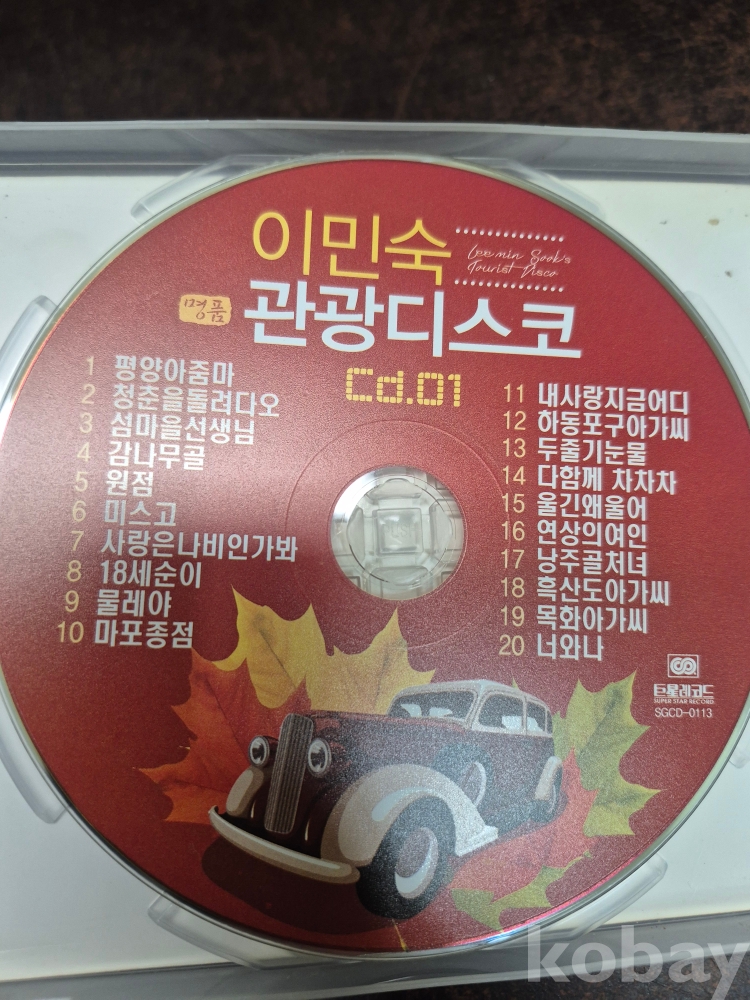 이민숙
Lee min Sook's
Tourist Disco
명품
관광디스코
Cd.01
1 평양아줌마
2 청춘을돌려다오
3 섬마을선생님
4 감나무골
5 원점
6 미스고
7 사랑은나비인가봐
8 18세순이
9 물레야
10 마포종점
11 내사랑지금어디
12 하동포구아가씨
13 두줄기눈물
14 다함께 차차차
15 울긴왜울어
16 연상의여인
17 낭주골처녀
18 흑산도아가씨
19 목화아가씨
20 너와나
巨星레코드
SUPER STAR RECORD
SGCD-0113
kobay